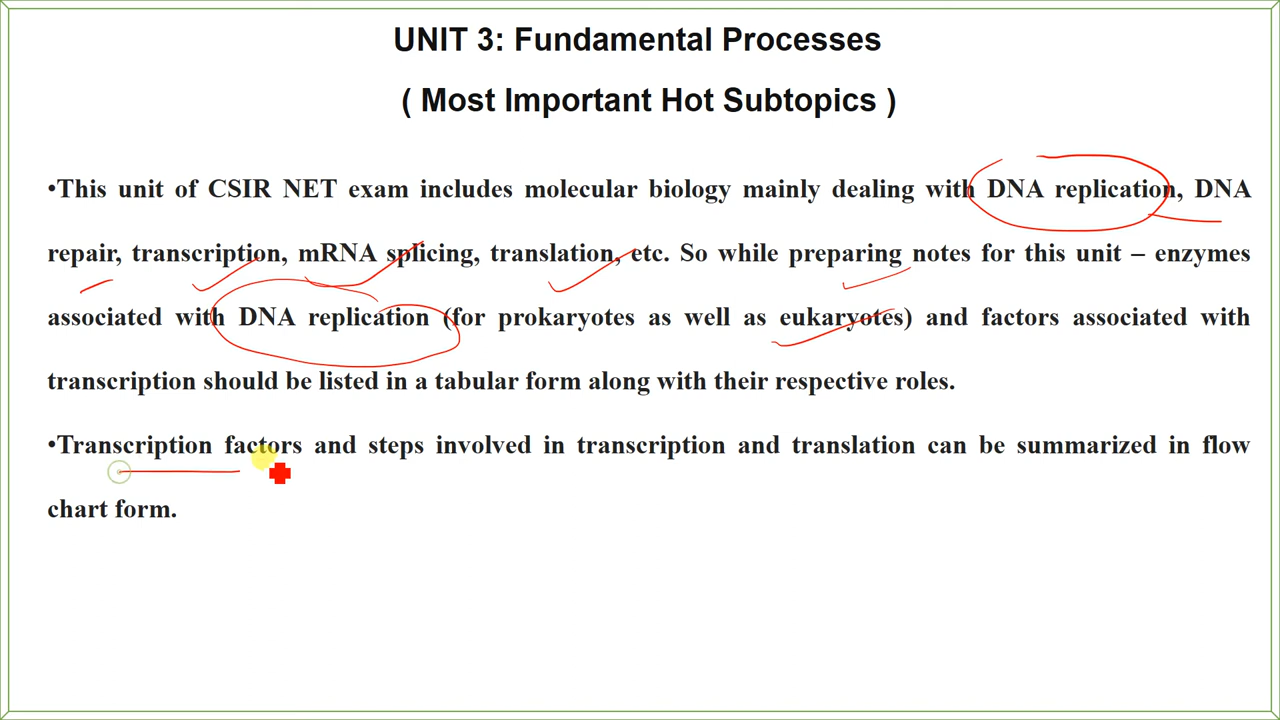 UNIT 3: Fundamental Processes
( Most Important Hot Subtopics )
•This unit of CSIR NET exam includes molecular biology mainly dealing with DNA replication, DNA
repair, transcription, mRNA splicing, translation, etc. So while preparing notes for this unit – enzymes
associated with DNA replication (for prokaryotes as well as eukaryotes) and factors associated with
transcription should be listed in a tabular form along with their respective roles.
•Transcription factors and steps involved in transcription and translation can be summarized in flow
chart form.